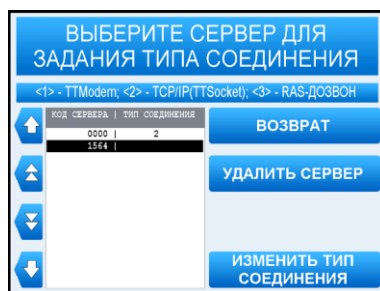 ВЫБЕРИТЕ СЕРВЕР ДЛЯ
ЗАДАНИЯ ТИПА СОЕДИНЕНИЯ
<1> - TTModem; <2> - TCP/IP(TTSocket); <3> - RAS-ДОЗВОН
КОД СЕРВЕРА | ТИП СОЕДИНЕНИЯ
0000 | 2
1564 |
ВОЗВРАТ
УДАЛИТЬ СЕРВЕР
ИЗМЕНИТЬ ТИП
СОЕДИНЕНИЯ